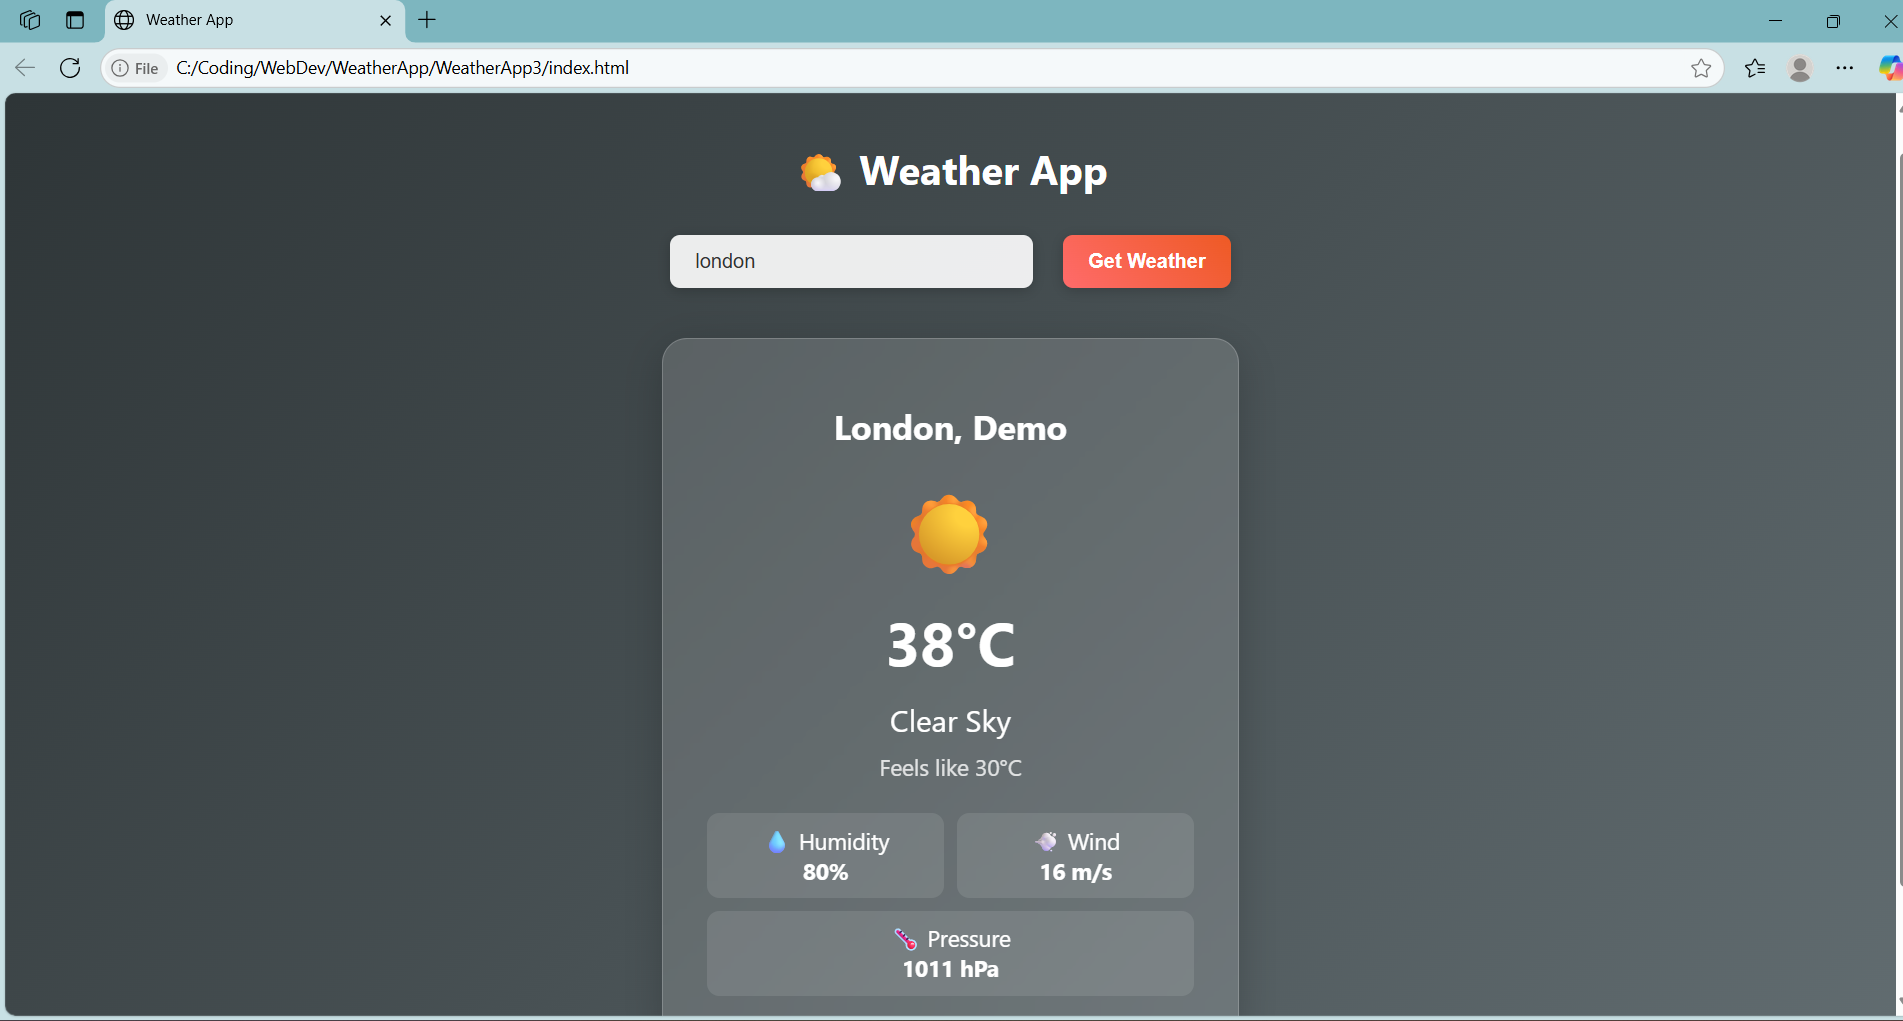 Weather App
File C:/Coding/WebDev/WeatherApp/WeatherApp3/index.html
Weather App
london
Get Weather
London, Demo
38°C
Clear Sky
Feels like 30°C
Humidity
80%
Wind
16 m/s
Pressure
1011 hPa